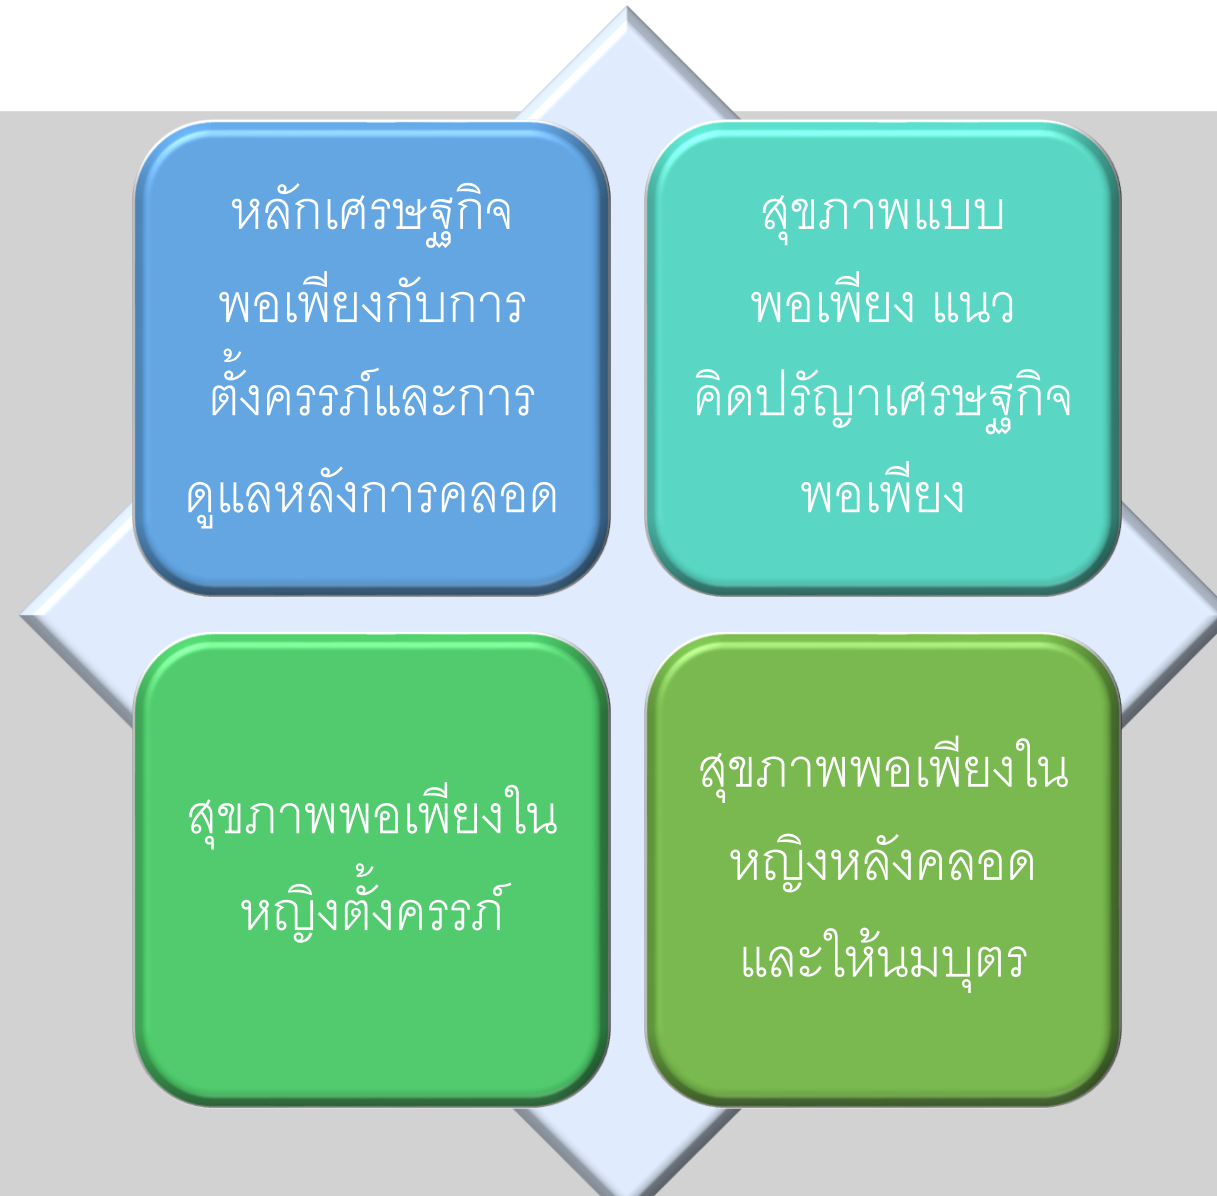 หลักเศรษฐกิจ
พอเพียงกับการ
ตั้งครรภ์และการ
ดูแลหลังการคลอด
สุขภาพแบบ
พอเพียง แนว
คิดปรัญาเศรษฐกิจ
พอเพียง
สุขภาพพอเพียงใน
หญิงตั้งครรภ์
สุขภาพพอเพียงใน
หญิงหลังคลอด
และให้นมบุตร